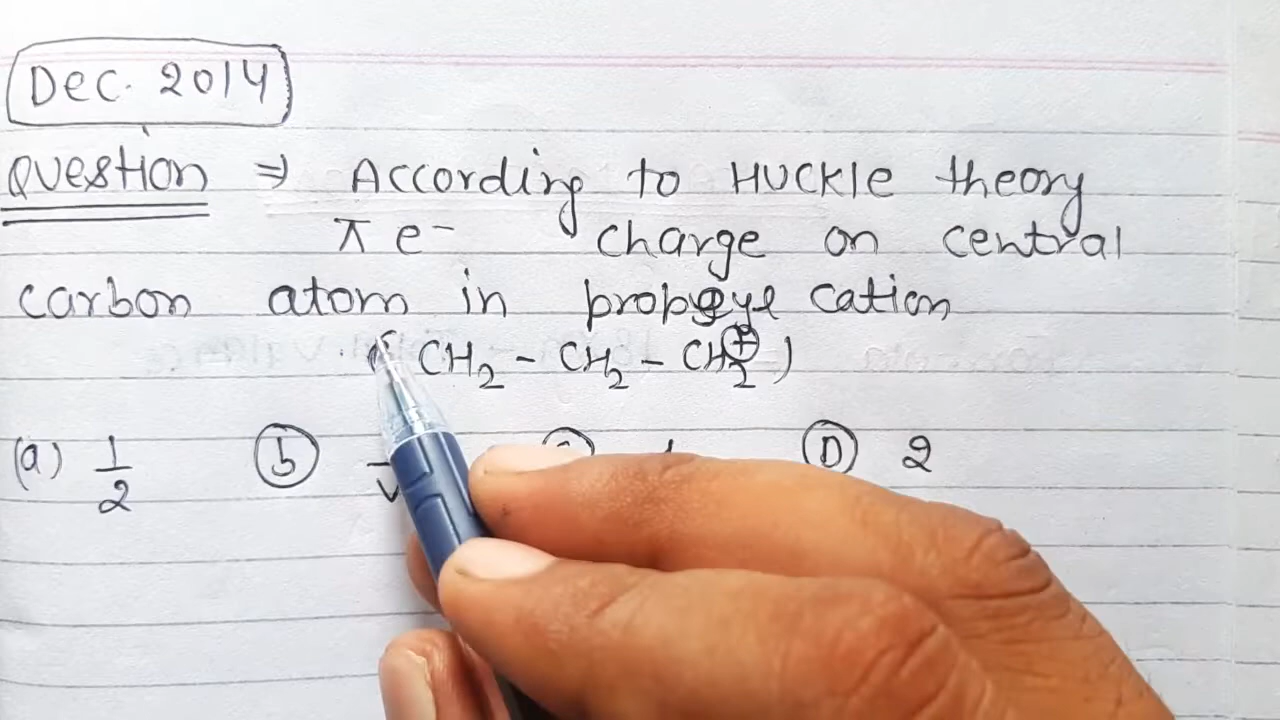 Dec. 2014
QUESTION ⇒ According to HUCKLE theory
π e⁻ charge on central
carbon atom in cation
CH₂ - CH₂ - CH₂⊕ )
(a) 1/2 (b) (D) 2